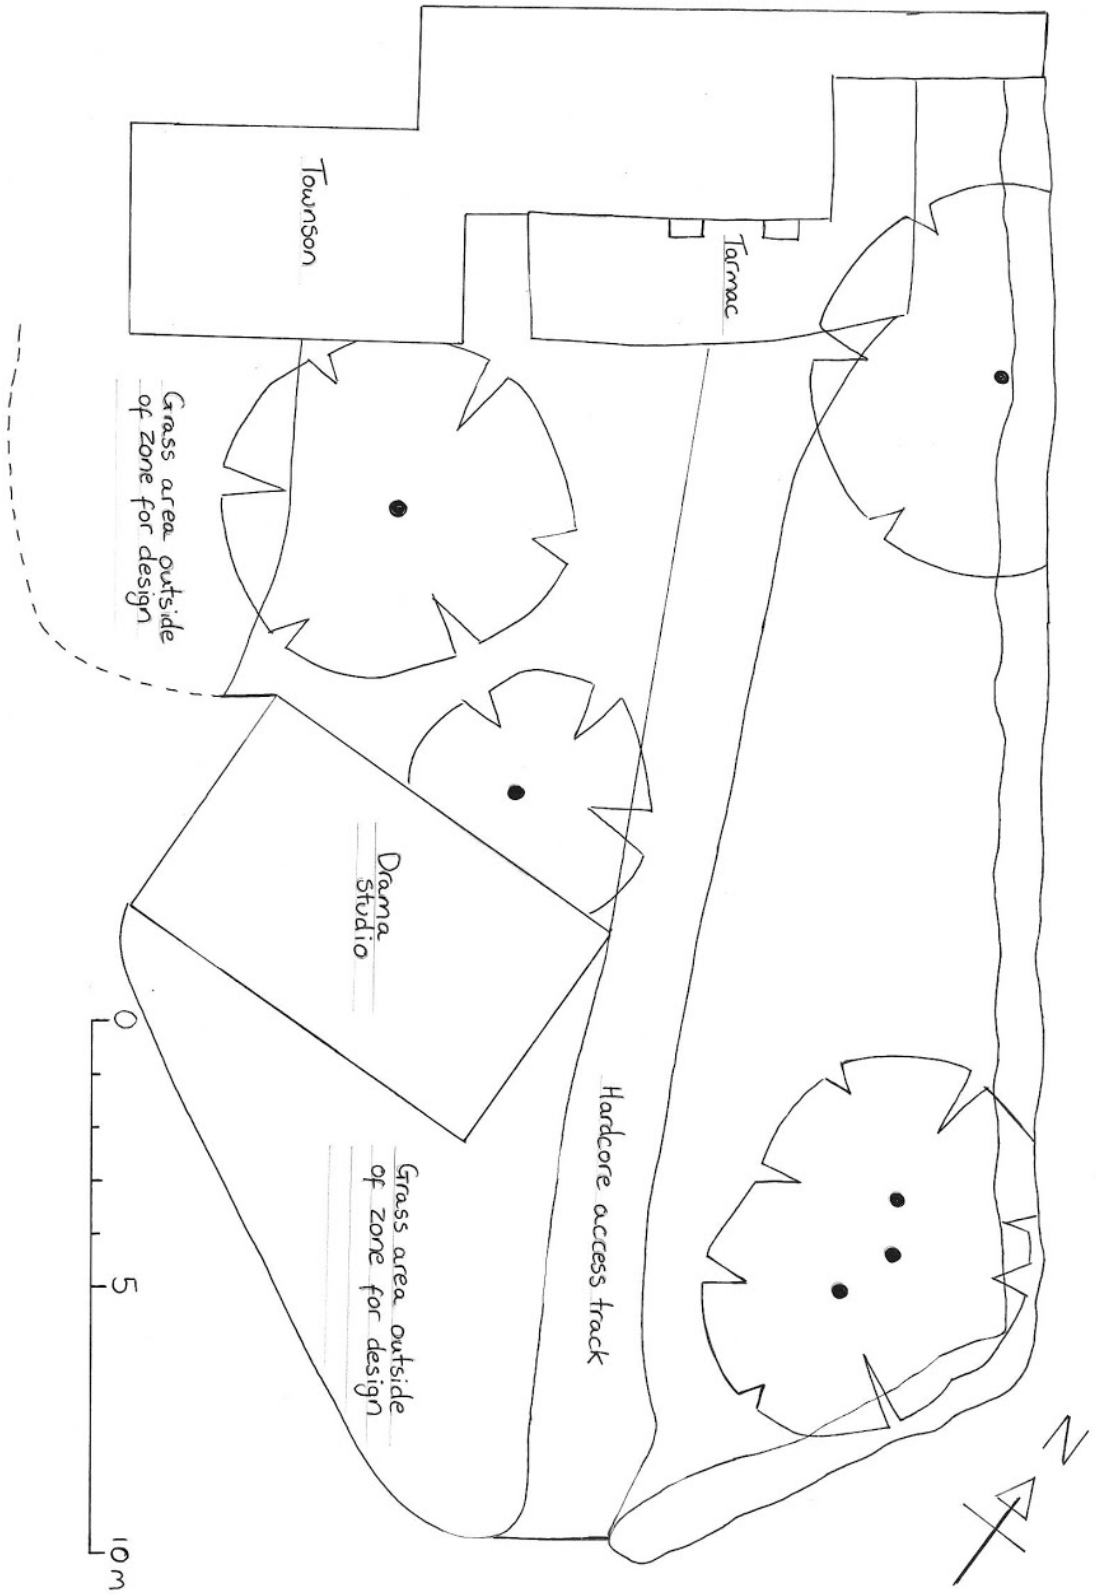 Townson
Tarmac
Grass area outside
of zone for design
Drama
studio
Hardcore access track
Grass area outside
of zone for design
0
5
10m
N